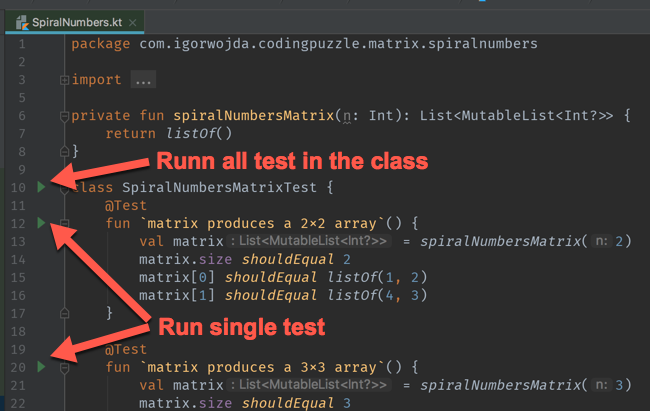 SpiralNumbers.kt ×
1 package com.igorwojda.codingpuzzle.matrix.spiralnumbers
2
3 import ...
5
6 private fun spiralNumbersMatrix(n: Int): List<MutableList<Int?>> {
7 return listOf()
8 }
9 Runn all test in the class
10 class SpiralNumbersMatrixTest {
11 @Test
12 fun `matrix produces a 2×2 array`() {
13 val matrix : List<MutableList<Int?>> = spiralNumbersMatrix( n: 2)
14 matrix.size shouldEqual 2
15 matrix[0] shouldEqual listOf(1, 2)
16 matrix[1] shouldEqual listOf(4, 3)
17 }
18 Run single test
19 @Test
20 fun `matrix produces a 3×3 array`() {
21 val matrix : List<MutableList<Int?>> = spiralNumbersMatrix( n: 3)
22 matrix.size shouldEqual 3